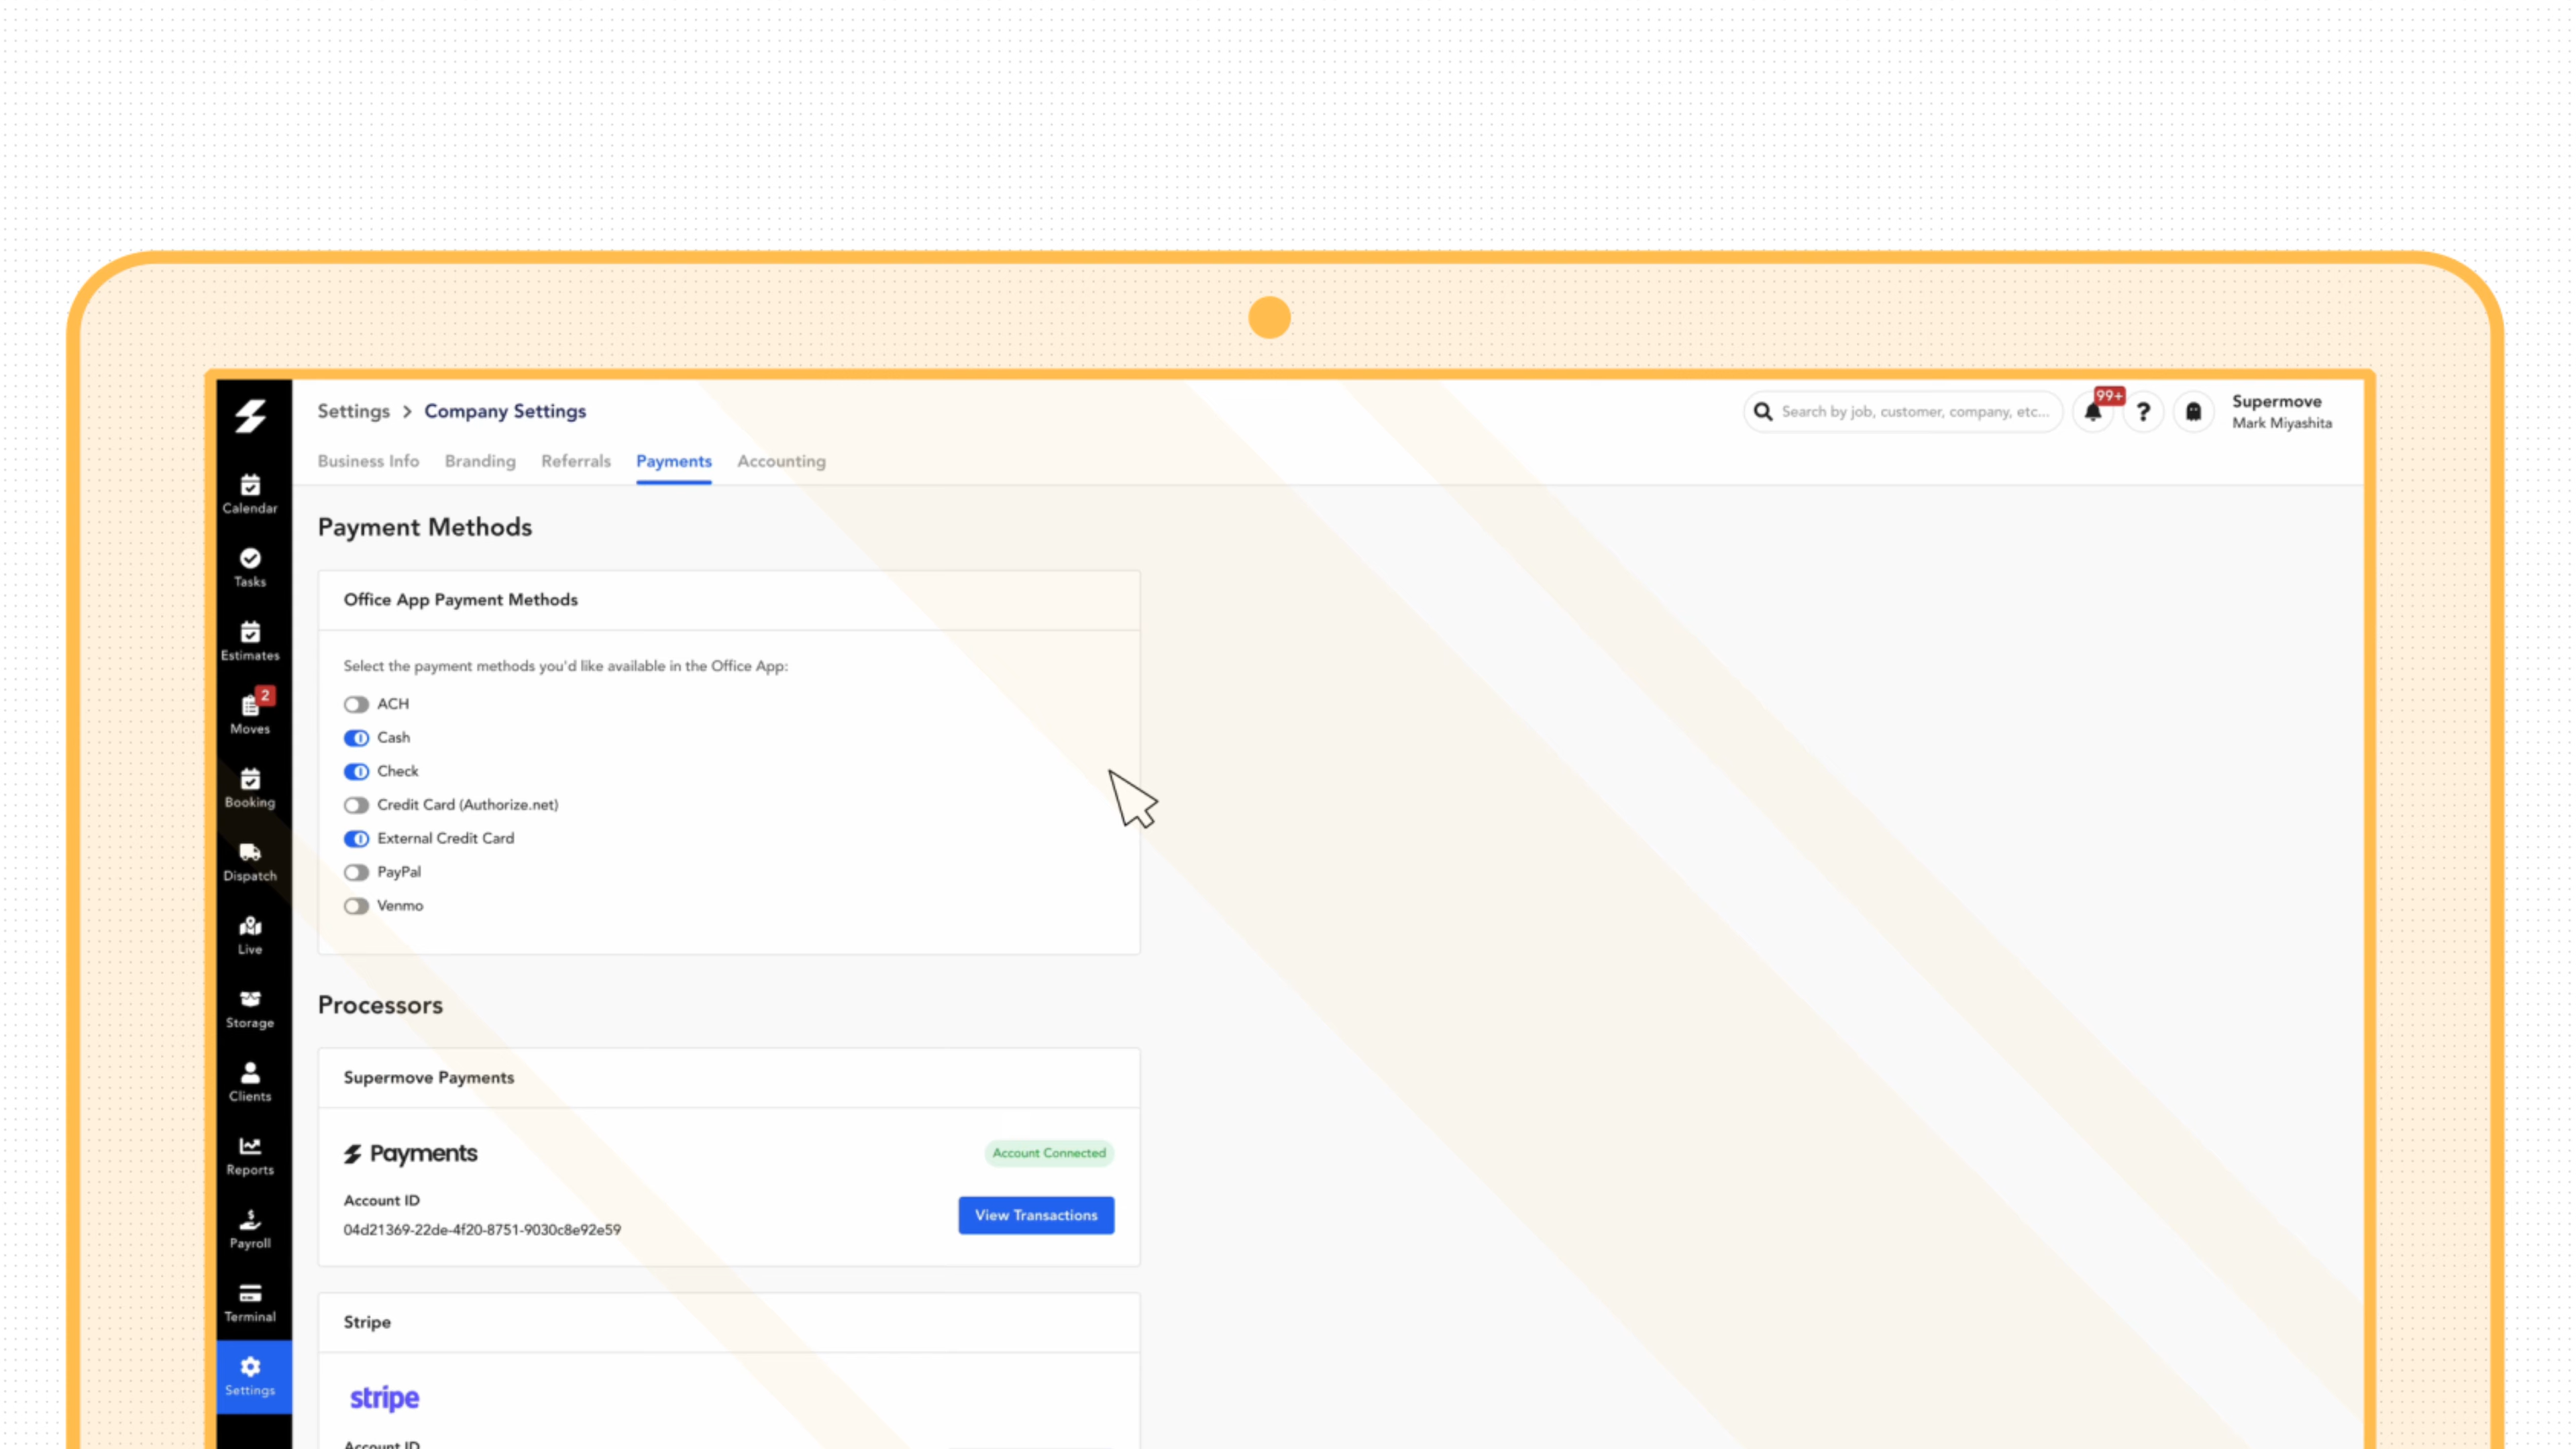 Settings > Company Settings
Search by job, customer, company, etc...
99+
?
Supermove
Mark Miyashita
Business Info Branding Referrals Payments Accounting
Calendar
Tasks
Estimates
2
Moves
Booking
Dispatch
Live
Storage
Clients
Reports
Payroll
Terminal
Settings
Payment Methods
Office App Payment Methods
Select the payment methods you'd like available in the Office App:
ACH
Cash
Check
Credit Card (Authorize.net)
External Credit Card
PayPal
Venmo
Processors
Supermove Payments
Payments
Account Connected
Account ID
04d21369-22de-4f20-8751-9030c8e92e59
View Transactions
Stripe
stripe
Account ID